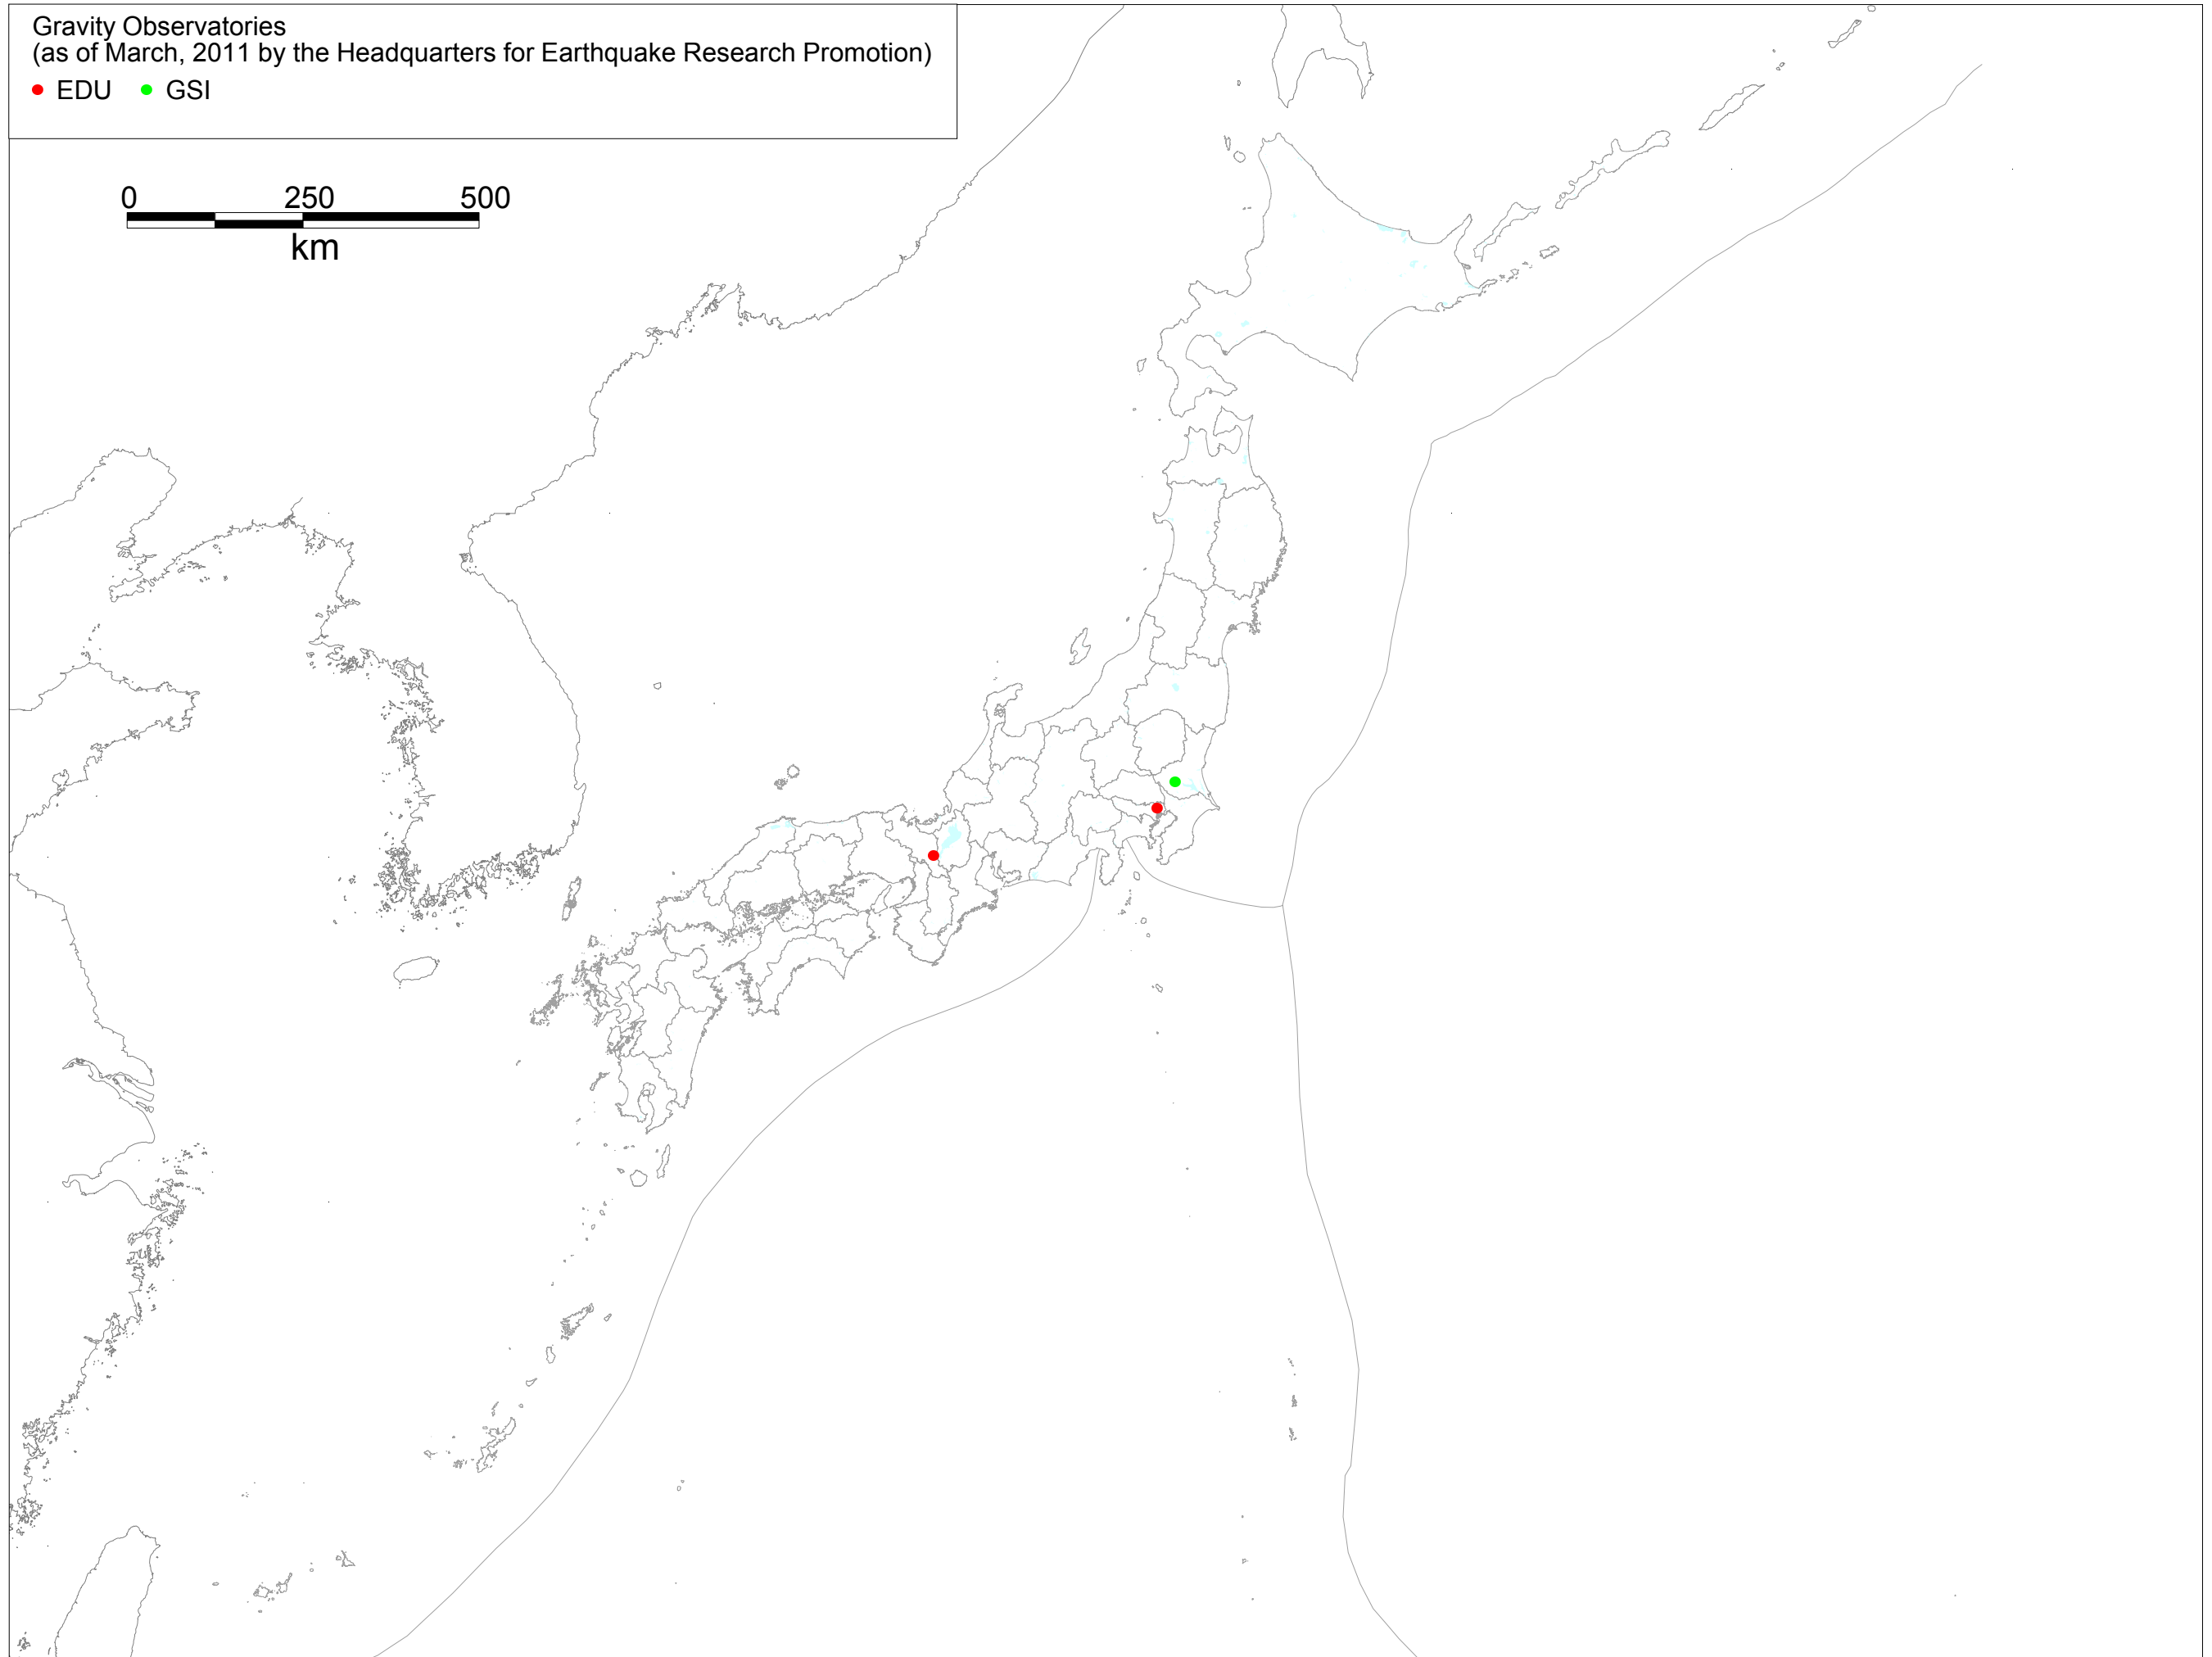 Gravity Observatories
(as of March, 2011 by the Headquarters for Earthquake Research Promotion)
EDU GSI
0 250 500
km